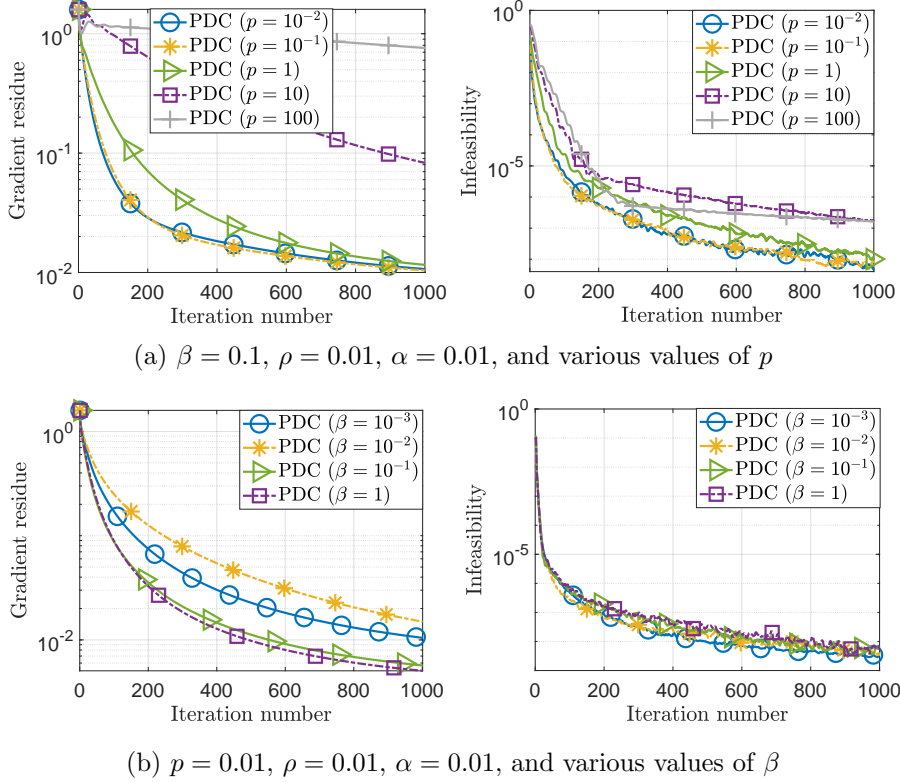 Gradient residue
10^0
10^{-1}
10^{-2}
PDC (p = 10^{-2})
PDC (p = 10^{-1})
PDC (p = 1)
PDC (p = 10)
PDC (p = 100)
0 200 400 600 800 1000
Iteration number
Infeasibility
10^0
10^{-5}
PDC (p = 10^{-2})
PDC (p = 10^{-1})
PDC (p = 1)
PDC (p = 10)
PDC (p = 100)
0 200 400 600 800 1000
Iteration number
(a) β = 0.1, ρ = 0.01, α = 0.01, and various values of p
Gradient residue
10^0
10^{-2}
PDC (β = 10^{-3})
PDC (β = 10^{-2})
PDC (β = 10^{-1})
PDC (β = 1)
0 200 400 600 800 1000
Iteration number
Infeasibility
10^0
10^{-5}
PDC (β = 10^{-3})
PDC (β = 10^{-2})
PDC (β = 10^{-1})
PDC (β = 1)
0 200 400 600 800 1000
Iteration number
(b) p = 0.01, ρ = 0.01, α = 0.01, and various values of β